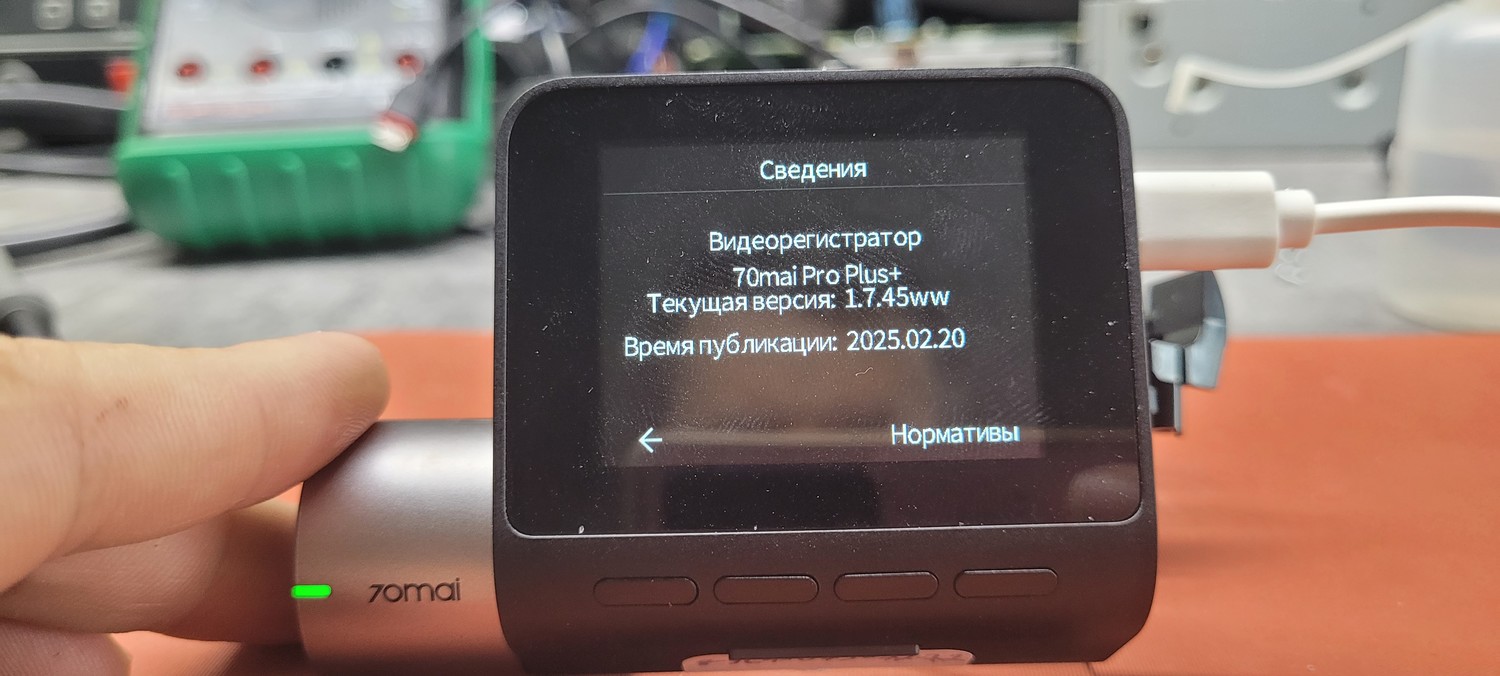 Сведения
Видеорегистратор
70mai Pro Plus+
Текущая версия: 1.7.45ww
Время публикации: 2025.02.20
Нормативы
70mai